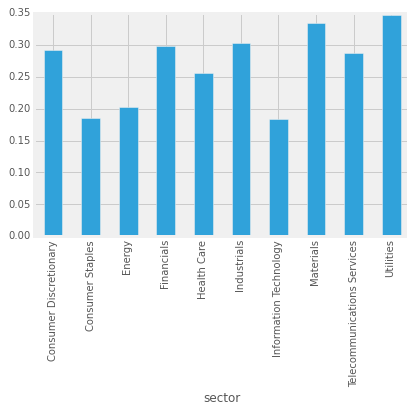 0.35
0.30
0.25
0.20
0.15
0.10
0.05
0.00
Consumer Discretionary
Consumer Staples
Energy
Financials
Health Care
Industrials
Information Technology
Materials
Telecommunications Services
Utilities
sector